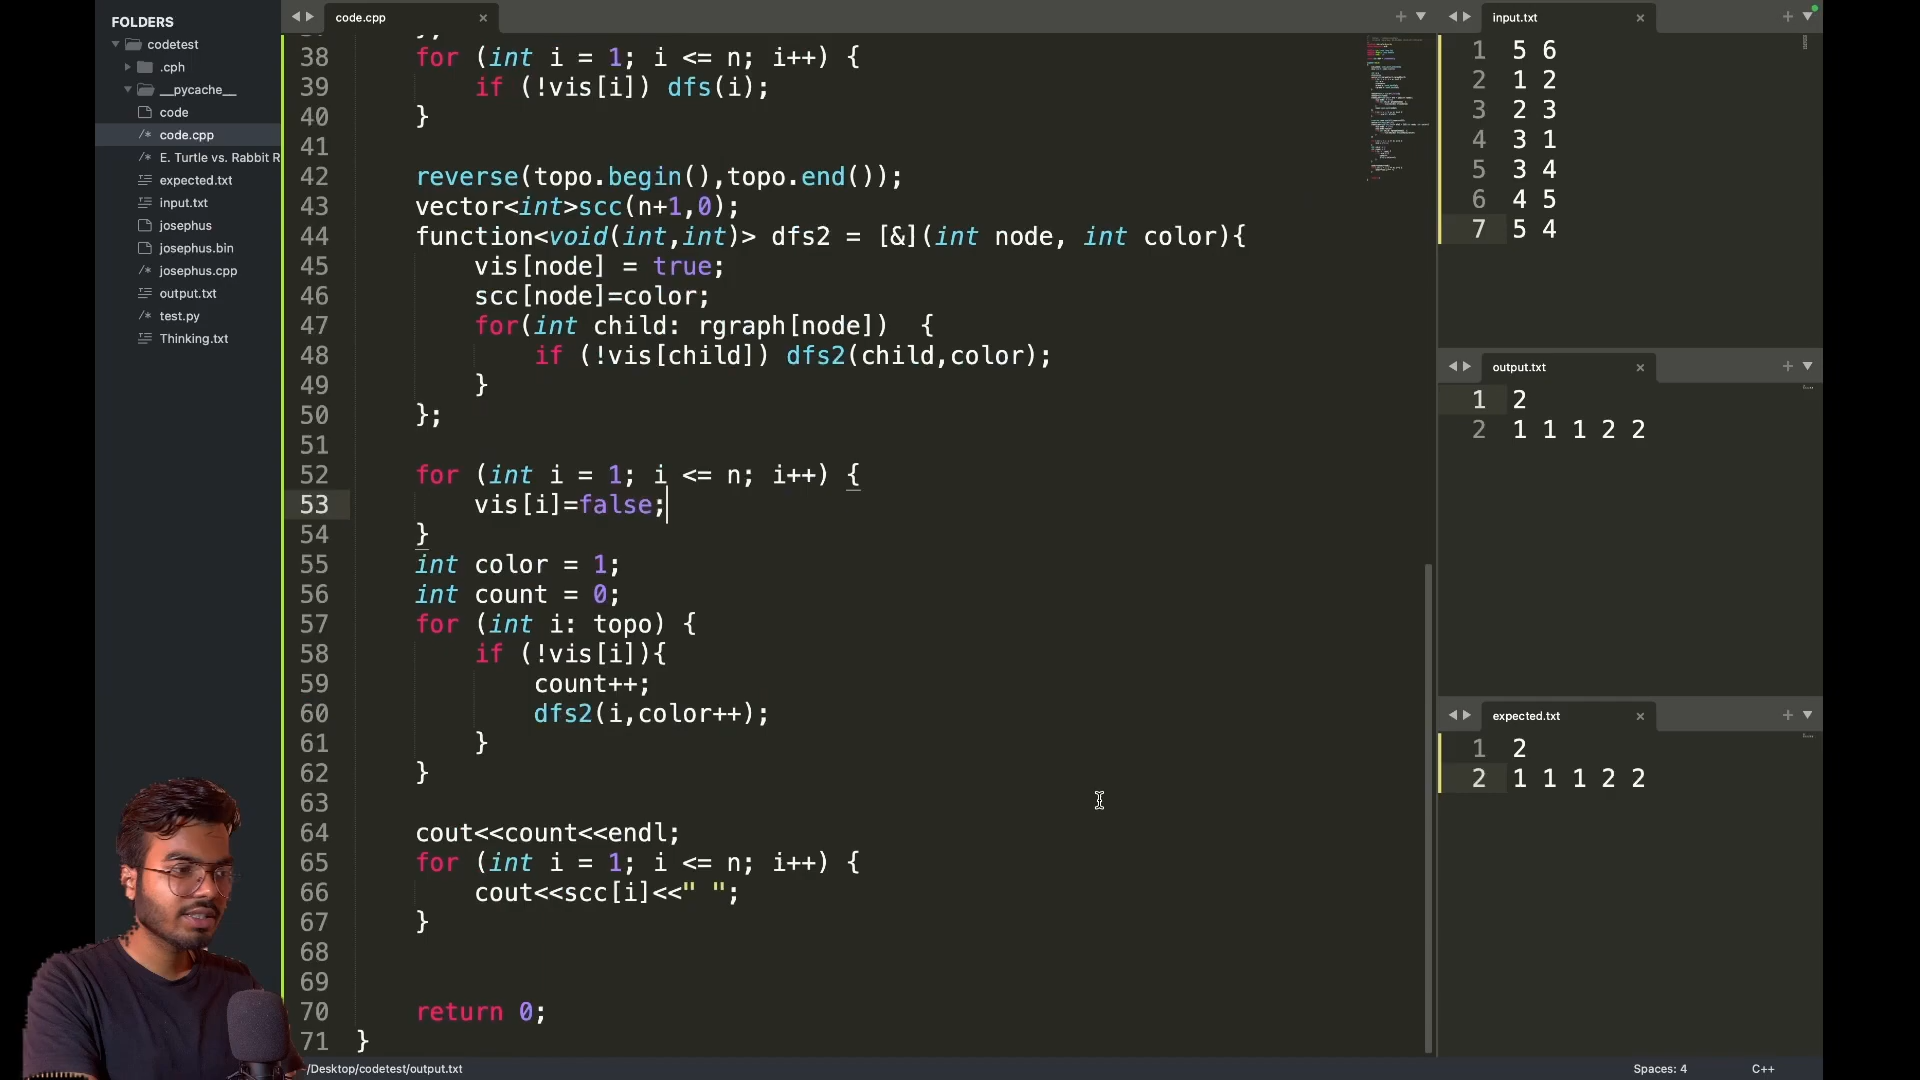 FOLDERS
codetest
.cph
__pycache__
code
code.cpp
E. Turtle vs. Rabbit R
expected.txt
input.txt
josephus
josephus.bin
josephus.cpp
output.txt
test.py
Thinking.txt
code.cpp
38 for (int i = 1; i <= n; i++) {
39 if (!vis[i]) dfs(i);
40 }
41
42 reverse(topo.begin(),topo.end());
43 vector<int>scc(n+1,0);
44 function<void(int,int)> dfs2 = [&](int node, int color){
45 vis[node] = true;
46 scc[node]=color;
47 for(int child: rgraph[node])  {
48 if (!vis[child]) dfs2(child,color);
49 }
50 };
51
52 for (int i = 1; i <= n; i++) {
53 vis[i]=false;
54 }
55 int color = 1;
56 int count = 0;
57 for (int i: topo) {
58 if (!vis[i]){
59 count++;
60 dfs2(i,color++);
61 }
62 }
63
64 cout<<count<<endl;
65 for (int i = 1; i <= n; i++) {
66 cout<<scc[i]<<" ";
67 }
68
69
70 return 0;
71 }
input.txt
1 5 6
2 1 2
3 2 3
4 3 1
5 3 4
6 4 5
7 5 4
output.txt
1 2
2 1 1 1 2 2
expected.txt
1 2
2 1 1 1 2 2
/Desktop/codetest/output.txt
Spaces: 4
C++